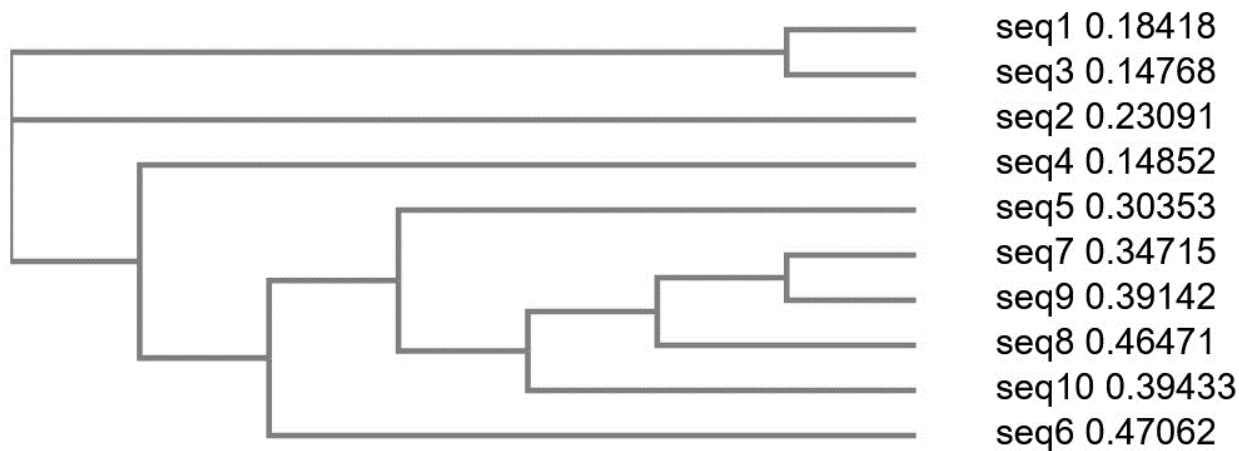 seq1 0.18418
seq3 0.14768
seq2 0.23091
seq4 0.14852
seq5 0.30353
seq7 0.34715
seq9 0.39142
seq8 0.46471
seq10 0.39433
seq6 0.47062